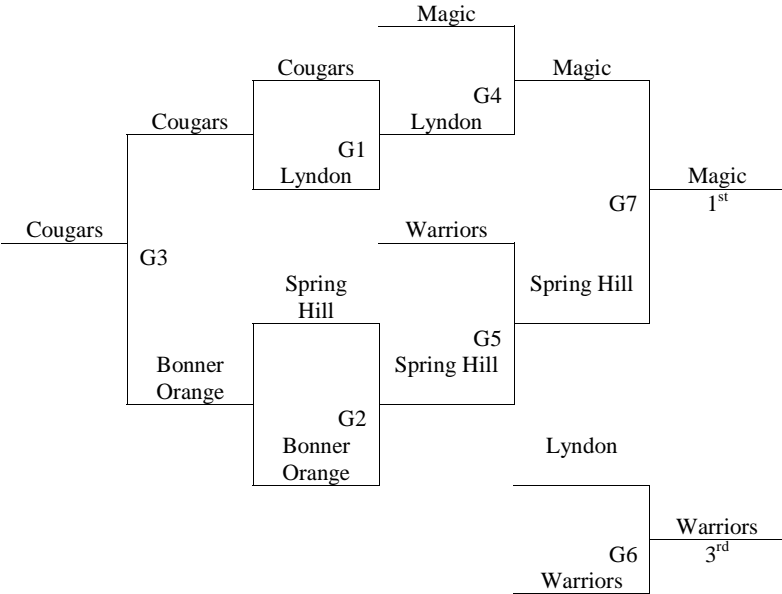 Magic
Cougars
Magic
G4
Cougars
Lyndon
G1
Lyndon
Magic
G7
1st
Cougars
Warriors
G3
Spring
Hill
Spring Hill
G5
Bonner
Orange
Spring Hill
G2
Bonner
Orange
Lyndon
Warriors
G6
3rd
Warriors